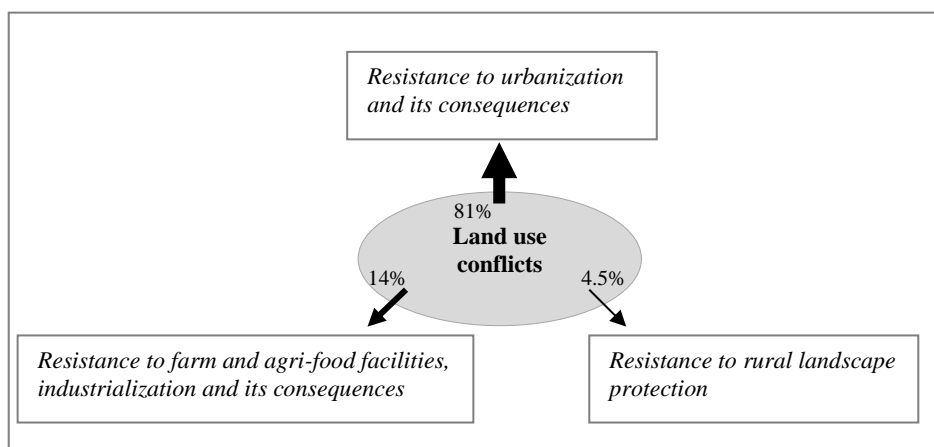 Resistance to urbanization
and its consequences
81%
Land use
conflicts
14%
4.5%
Resistance to farm and agri-food facilities,
industrialization and its consequences
Resistance to rural landscape
protection